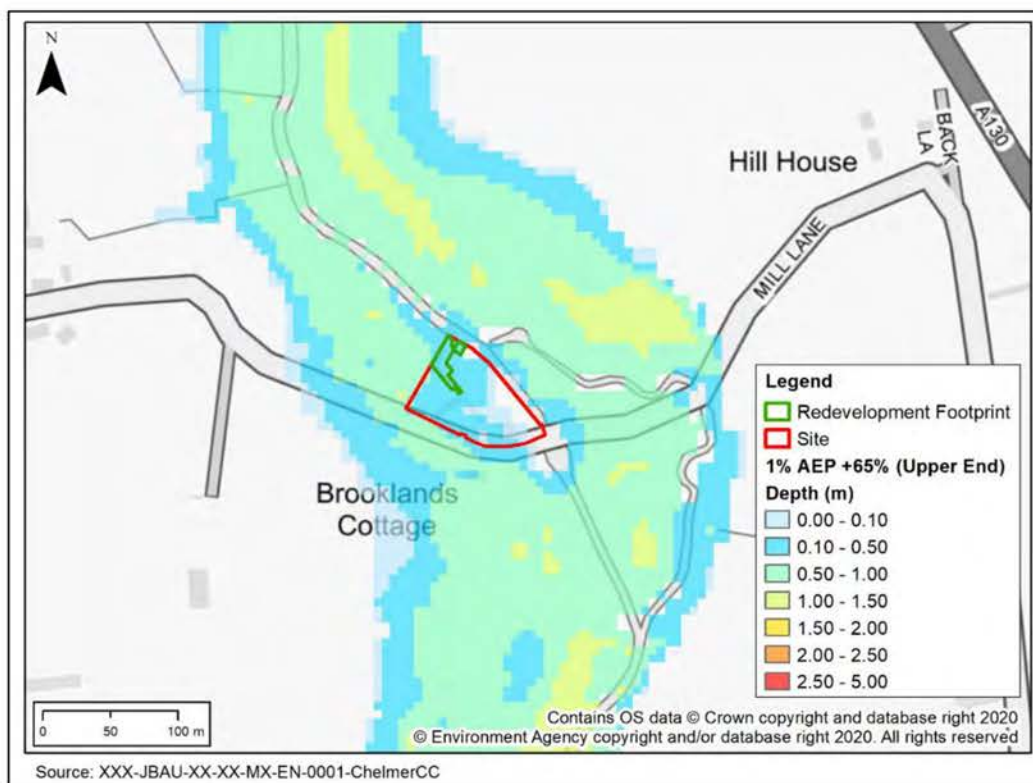 N
A130
BACK
LA
Hill House
MILL LANE
Brooklands
Cottage
Legend
Redevelopment Footprint
Site
1% AEP +65% (Upper End)
Depth (m)
0.00 - 0.10
0.10 - 0.50
0.50 - 1.00
1.00 - 1.50
1.50 - 2.00
2.00 - 2.50
2.50 - 5.00
0 50 100 m
Contains OS data © Crown copyright and database right 2020
© Environment Agency copyright and/or database right 2020. All rights reserved
Source: XXX-JBAU-XX-XX-MX-EN-0001-ChelmerCC